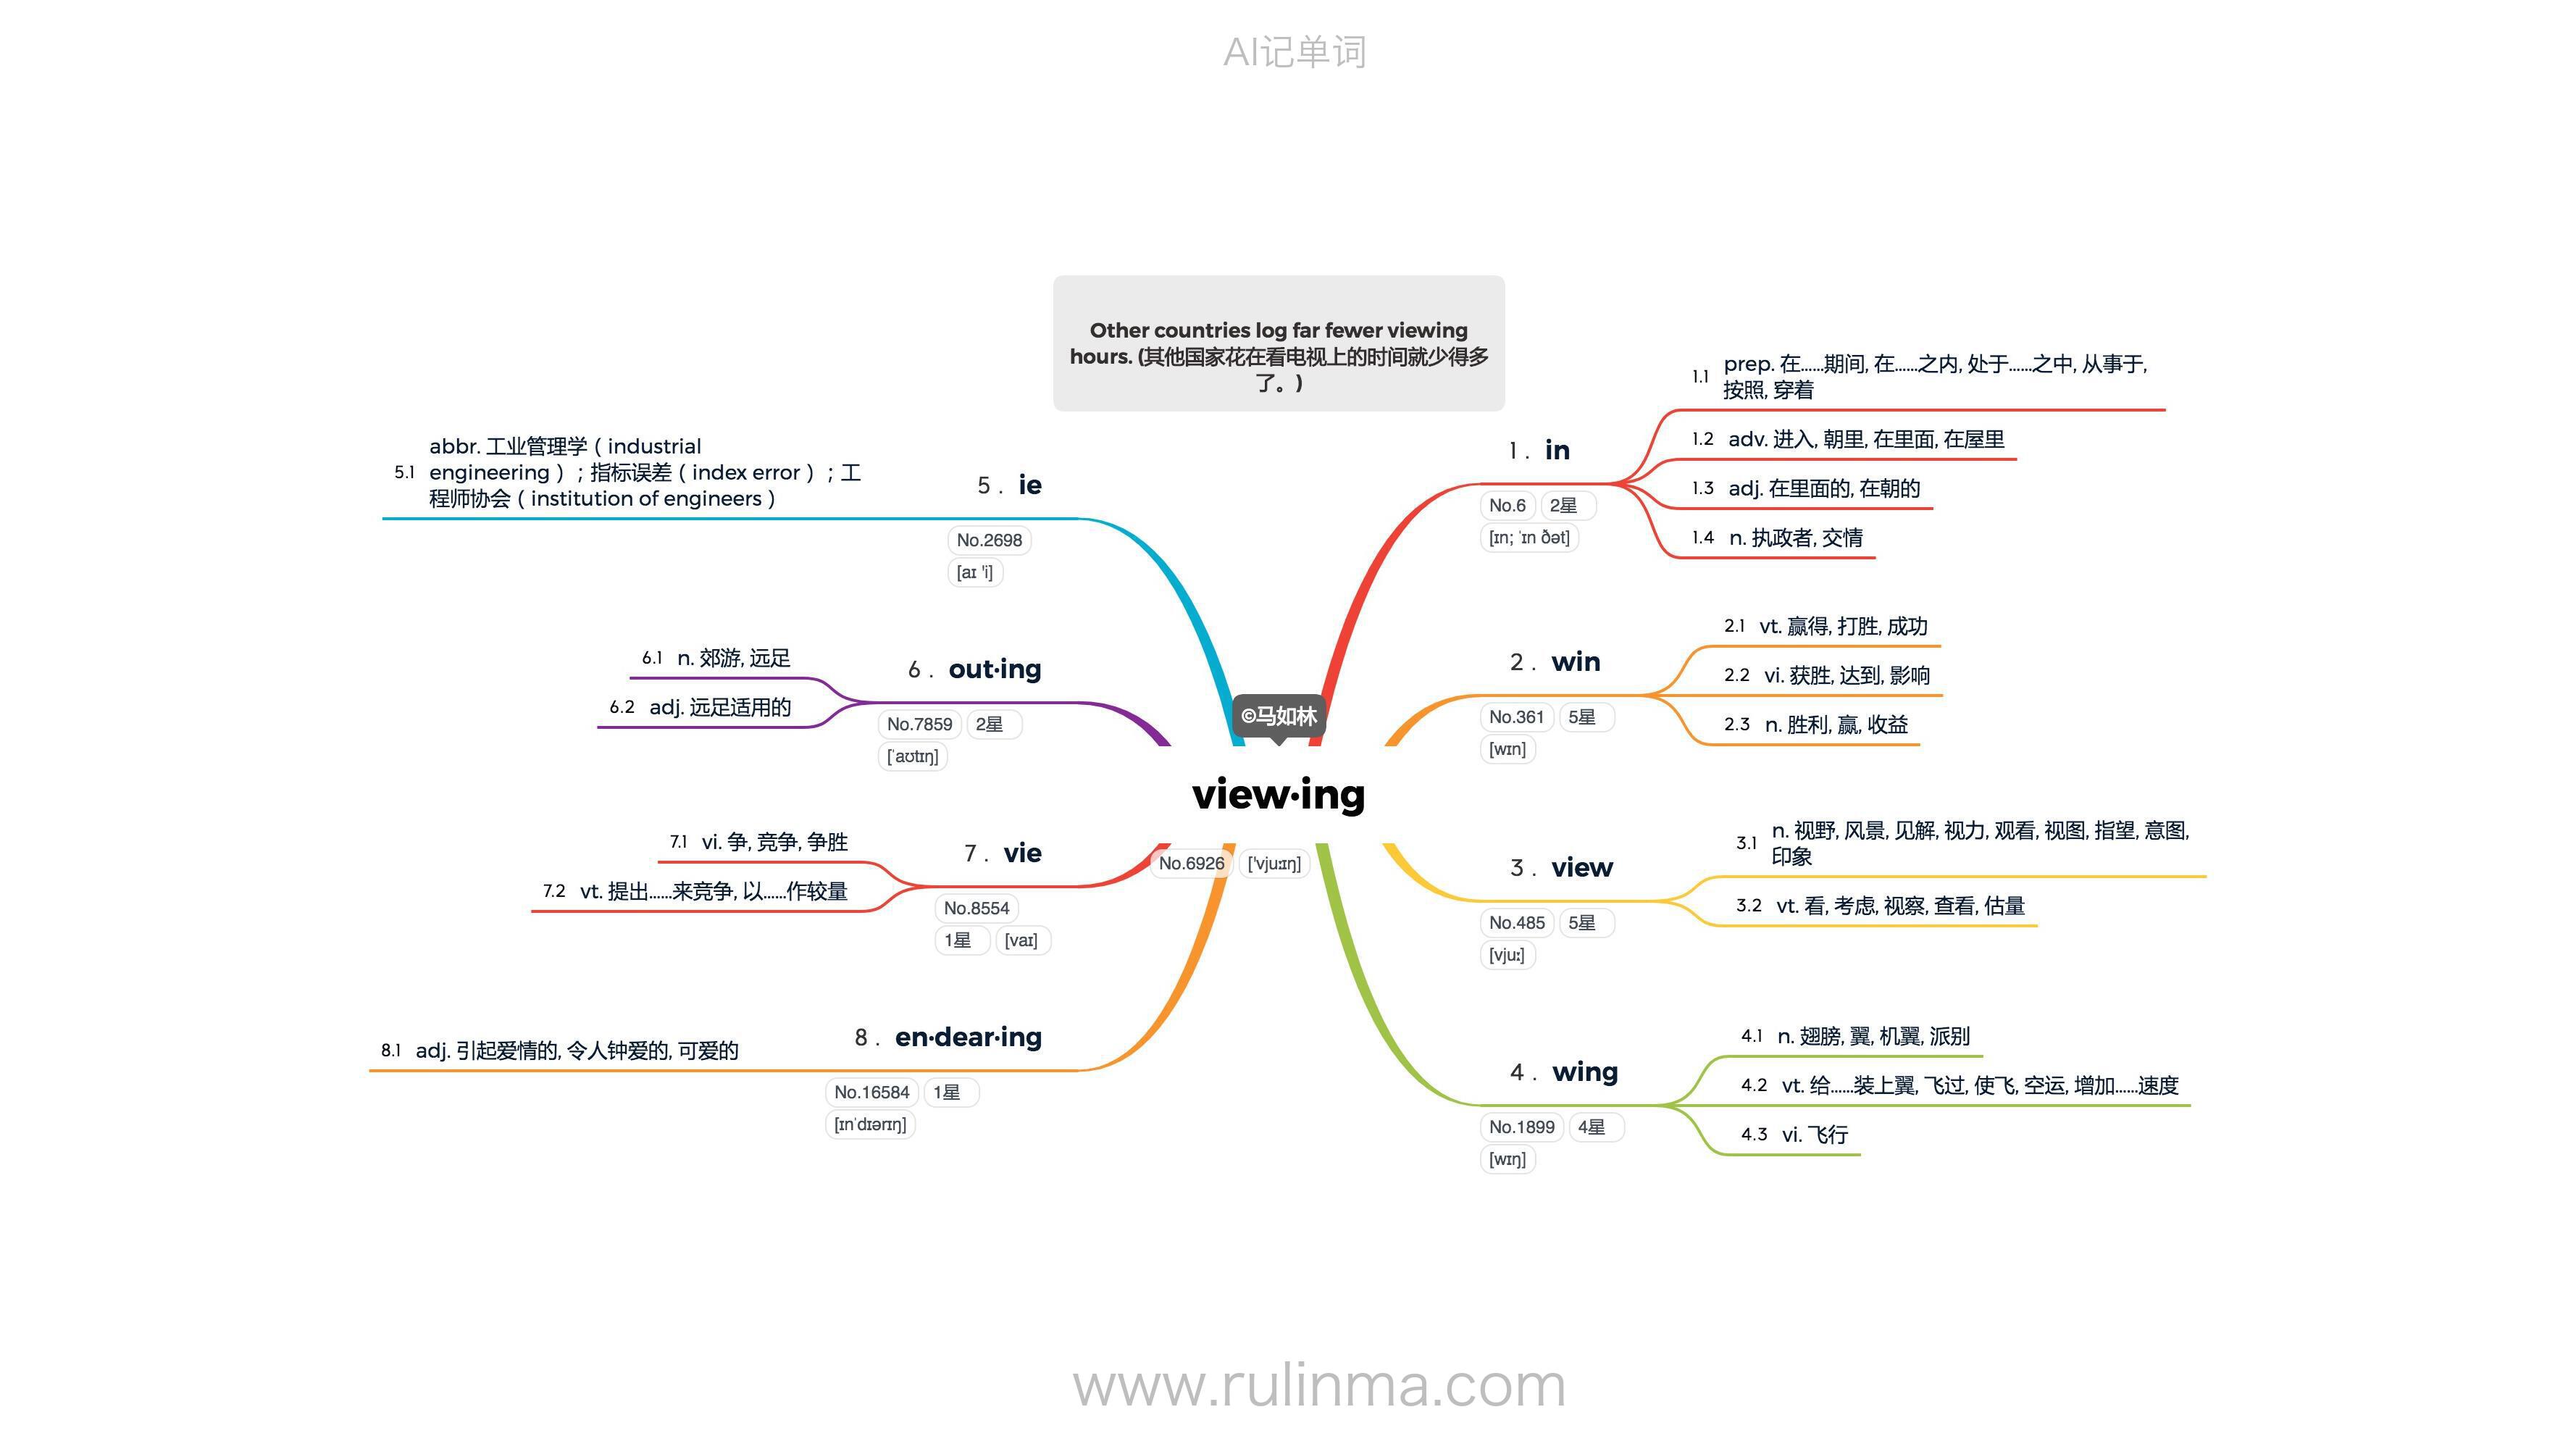 AI记单词
Other countries log far fewer viewing
hours. (其他国家花在看电视上的时间就少得多
了。)
©马如林
view·ing
No.6926 ['vjuːɪŋ]
1 . in
No.6 2星
[ɪn; ˈɪn ðət]
1.1 prep. 在……期间, 在……之内, 处于……之中, 从事于,
按照, 穿着
1.2 adv. 进入, 朝里, 在里面, 在屋里
1.3 adj. 在里面的, 在朝的
1.4 n. 执政者, 交情
2 . win
No.361 5星
[wɪn]
2.1 vt. 赢得, 打胜, 成功
2.2 vi. 获胜, 达到, 影响
2.3 n. 胜利, 赢, 收益
3 . view
No.485 5星
[vjuː]
3.1 n. 视野, 风景, 见解, 视力, 观看, 视图, 指望, 意图,
印象
3.2 vt. 看, 考虑, 视察, 查看, 估量
4 . wing
No.1899 4星
[wɪŋ]
4.1 n. 翅膀, 翼, 机翼, 派别
4.2 vt. 给……装上翼, 飞过, 使飞, 空运, 增加……速度
4.3 vi. 飞行
5 . ie
No.2698
[aɪ 'i]
5.1 abbr. 工业管理学（industrial
engineering）；指标误差（index error）；工
程师协会（institution of engineers）
6 . out·ing
No.7859 2星
[ˈaʊtɪŋ]
6.1 n. 郊游, 远足
6.2 adj. 远足适用的
7 . vie
No.8554
1星 [vaɪ]
7.1 vi. 争, 竞争, 争胜
7.2 vt. 提出……来竞争, 以……作较量
8 . en·dear·ing
No.16584 1星
[ɪnˈdɪərɪŋ]
8.1 adj. 引起爱情的, 令人钟爱的, 可爱的
www.rulinma.com